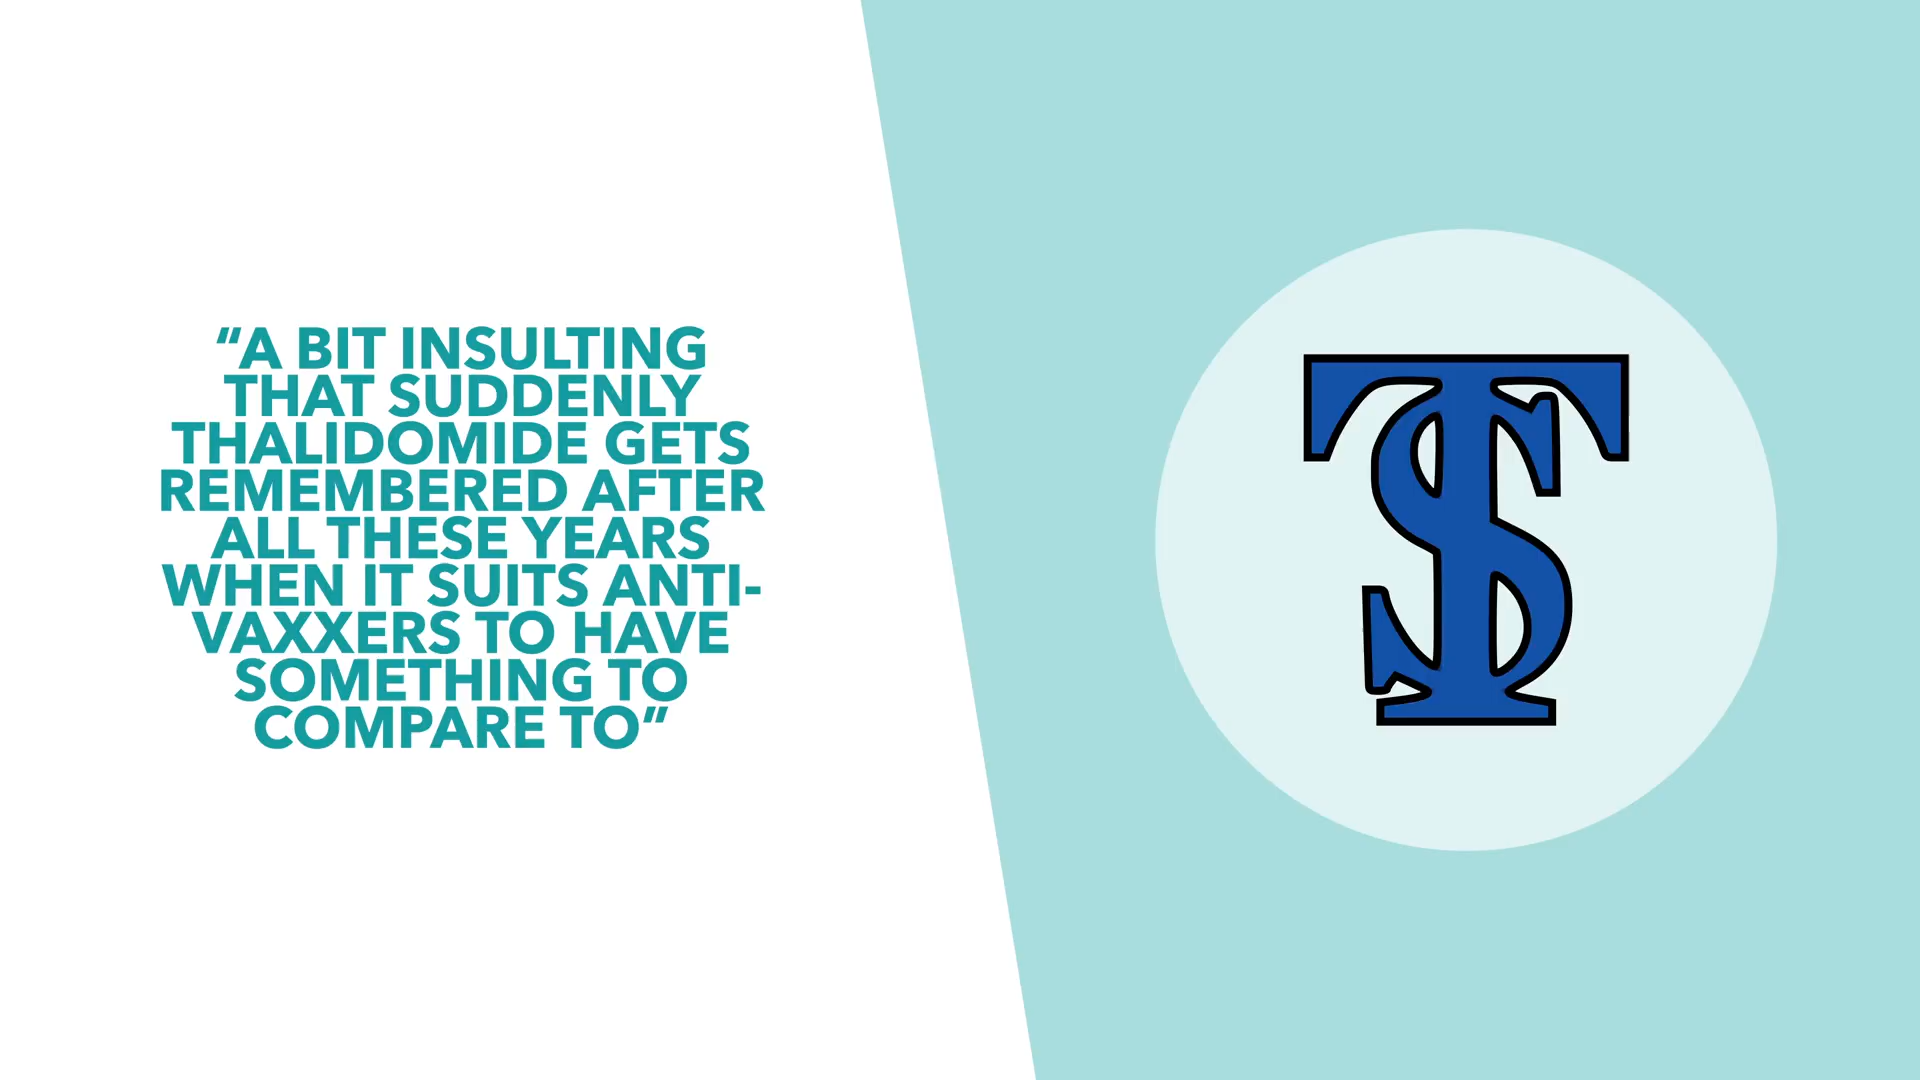 “A BIT INSULTING
THAT SUDDENLY
THALIDOMIDE GETS
REMEMBERED AFTER
ALL THESE YEARS
WHEN IT SUITS ANTI-
VAXXERS TO HAVE
SOMETHING TO
COMPARE TO”
TS